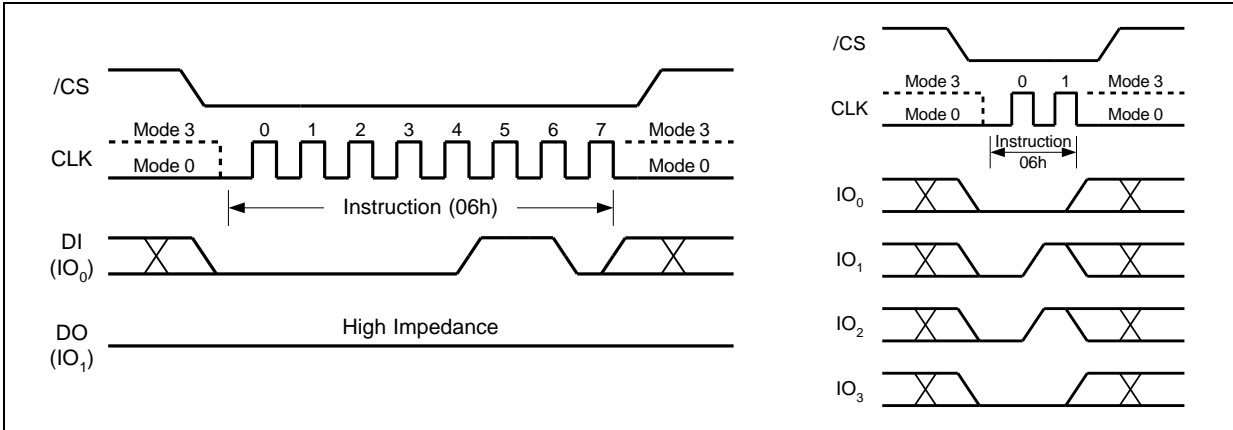 /CS
Mode 3
0 1 2 3 4 5 6 7
Mode 3
CLK
Mode 0
Mode 0
Instruction (06h)
DI
(IO0)
High Impedance
DO
(IO1)
/CS
Mode 3
0 1
Mode 3
CLK
Mode 0
Mode 0
Instruction
06h
IO0
IO1
IO2
IO3